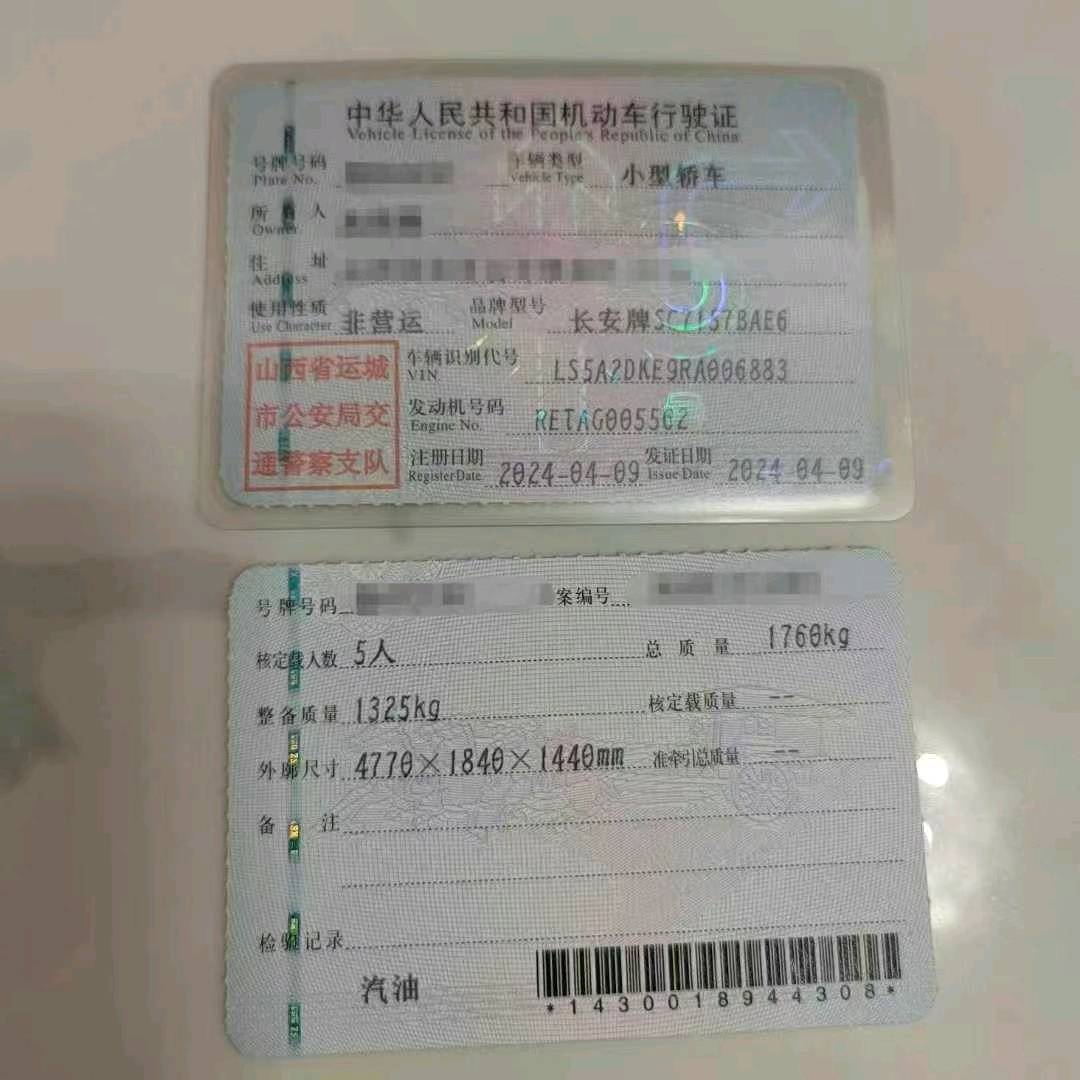 中华人民共和国机动车行驶证
Vehicle License of the People's Republic of China
号牌号码 车辆类型 小型轿车
Plate No. Vehicle Type
所有人
Owner
住址
Address
使用性质 非营运 品牌型号 长安牌SC7157BAE6
Use Character Model
山西省运城
市公安局交
通警察支队
车辆识别代号 LS5A2DKE9RA006883
VIN
发动机号码 RETAG005502
Engine No.
注册日期 2024-04-09 发证日期 2024-04-09
Register Date Issue Date
号牌号码 案编号
核定载人数 5人 总质量 1760kg
整备质量 1325kg 核定载质量 --
外廓尺寸 4770×1840×1440mm 准牵引总质量 --
备注
检验记录
汽油
*1430018944308*